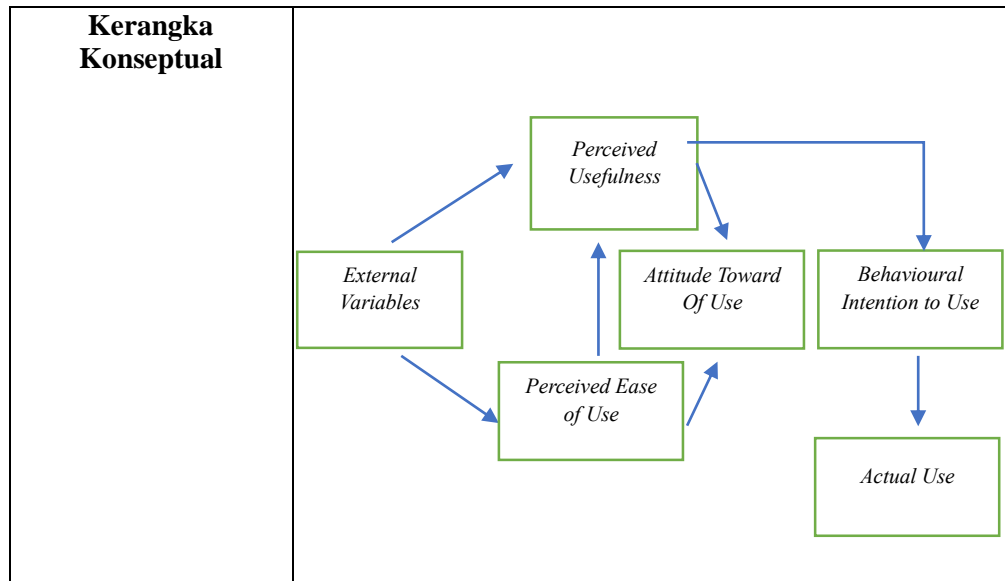 Kerangka
Konseptual
Perceived
Usefulness
External
Variables
Attitude Toward
Of Use
Behavioural
Intention to Use
Perceived Ease
of Use
Actual Use